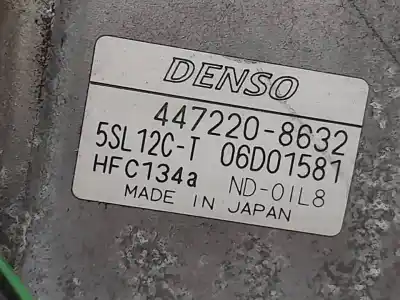 DENSO
447220-8632
5SL12C-T 06D01581
HFC134a ND-OIL8
MADE IN JAPAN